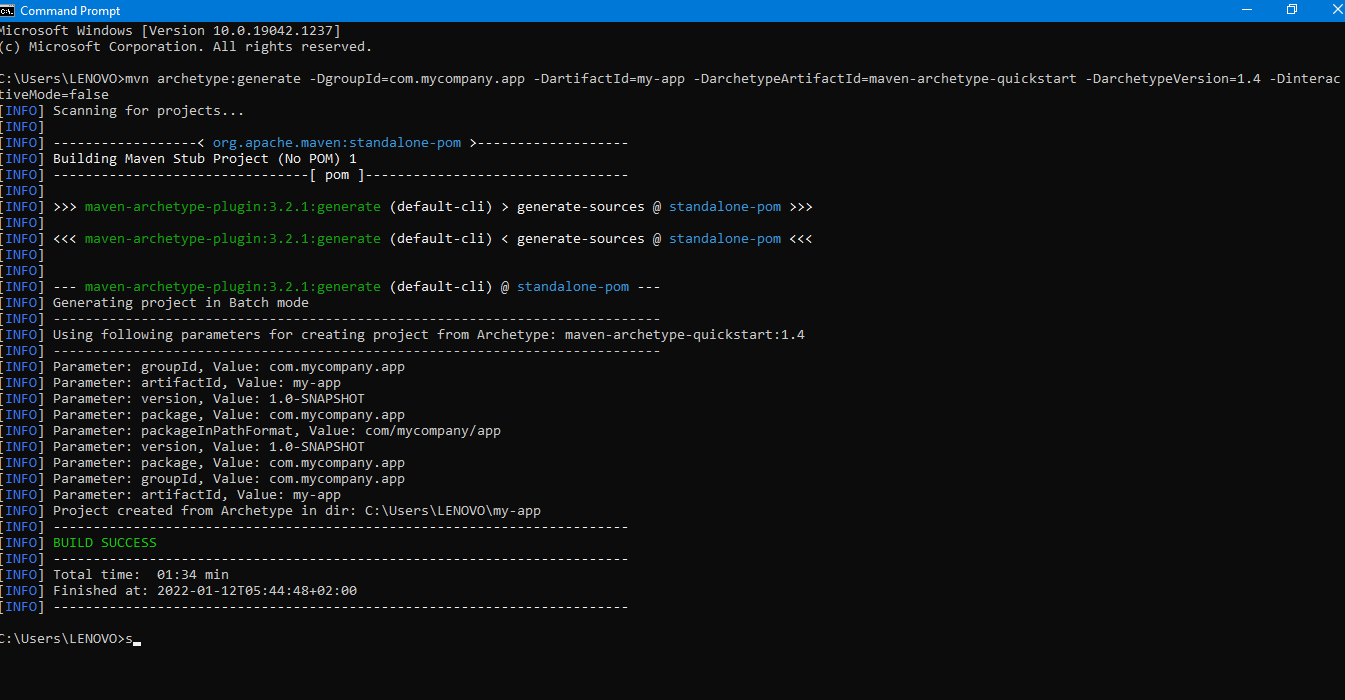 Command Prompt
Microsoft Windows [Version 10.0.19042.1237]
(c) Microsoft Corporation. All rights reserved.
C:\Users\LENOVO>mvn archetype:generate -DgroupId=com.mycompany.app -DartifactId=my-app -DarchetypeArtifactId=maven-archetype-quickstart -DarchetypeVersion=1.4 -Dinterac
tiveMode=false
[INFO] Scanning for projects...
[INFO]
[INFO] ------------------< org.apache.maven:standalone-pom >-------------------
[INFO] Building Maven Stub Project (No POM) 1
[INFO] --------------------------------[ pom ]---------------------------------
[INFO]
[INFO] >>> maven-archetype-plugin:3.2.1:generate (default-cli) > generate-sources @ standalone-pom >>>
[INFO]
[INFO] <<< maven-archetype-plugin:3.2.1:generate (default-cli) < generate-sources @ standalone-pom <<<
[INFO]
[INFO]
[INFO] --- maven-archetype-plugin:3.2.1:generate (default-cli) @ standalone-pom ---
[INFO] Generating project in Batch mode
[INFO] ----------------------------------------------------------------------------
[INFO] Using following parameters for creating project from Archetype: maven-archetype-quickstart:1.4
[INFO] ----------------------------------------------------------------------------
[INFO] Parameter: groupId, Value: com.mycompany.app
[INFO] Parameter: artifactId, Value: my-app
[INFO] Parameter: version, Value: 1.0-SNAPSHOT
[INFO] Parameter: package, Value: com.mycompany.app
[INFO] Parameter: packageInPathFormat, Value: com/mycompany/app
[INFO] Parameter: version, Value: 1.0-SNAPSHOT
[INFO] Parameter: package, Value: com.mycompany.app
[INFO] Parameter: groupId, Value: com.mycompany.app
[INFO] Parameter: artifactId, Value: my-app
[INFO] Project created from Archetype in dir: C:\Users\LENOVO\my-app
[INFO] ------------------------------------------------------------------------
[INFO] BUILD SUCCESS
[INFO] ------------------------------------------------------------------------
[INFO] Total time:  01:34 min
[INFO] Finished at: 2022-01-12T05:44:48+02:00
[INFO] ------------------------------------------------------------------------
C:\Users\LENOVO>s